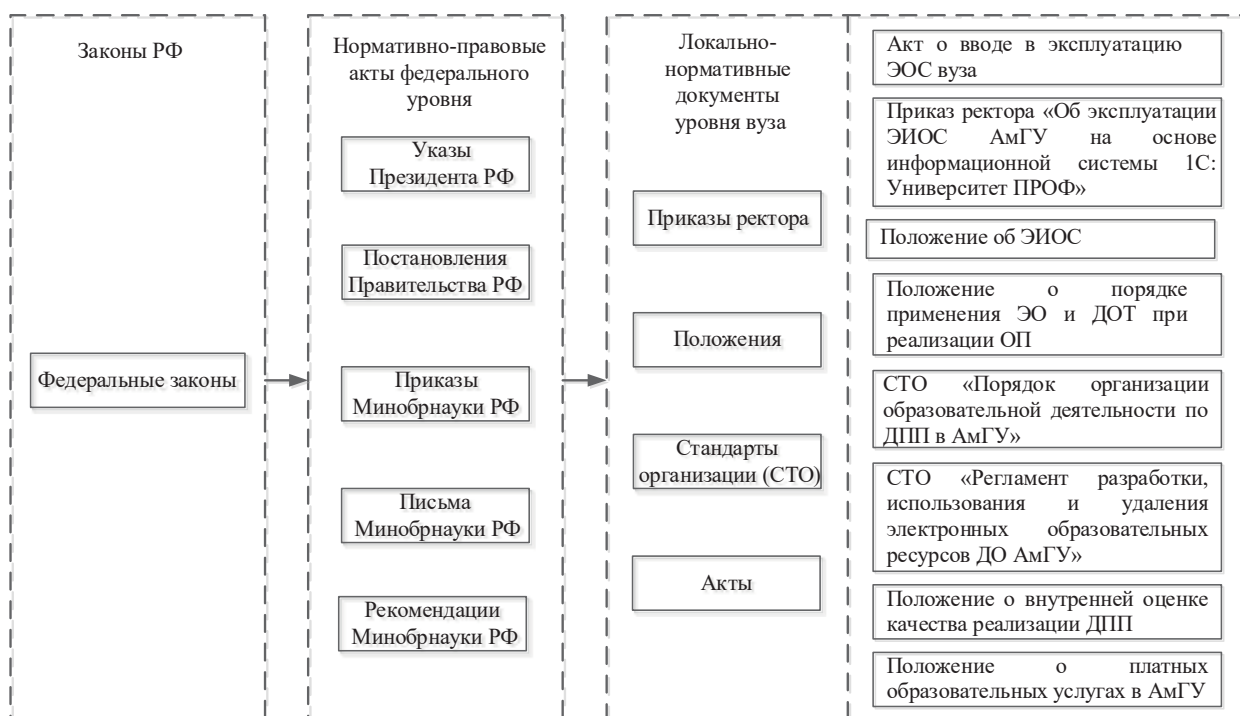 Законы РФ
Федеральные законы
Нормативно-правовые
акты федерального
уровня
Указы
Президента РФ
Постановления
Правительства РФ
Приказы
Минобрнауки РФ
Письма
Минобрнауки РФ
Рекомендации
Минобрнауки РФ
Локально-
нормативные
документы
уровня вуза
Приказы ректора
Положения
Стандарты
организации (СТО)
Акты
Акт о вводе в эксплуатацию
ЭОС вуза
Приказ ректора «Об эксплуатации
ЭИОС АмГУ на основе
информационной системы 1С:
Университет ПРОФ»
Положение об ЭИОС
Положение о порядке
применения ЭО и ДОТ при
реализации ОП
СТО «Порядок организации
образовательной деятельности по
ДПП в АмГУ»
СТО «Регламент разработки,
использования и удаления
электронных образовательных
ресурсов ДО АмГУ»
Положение о внутренней оценке
качества реализации ДПП
Положение о платных
образовательных услугах в АмГУ